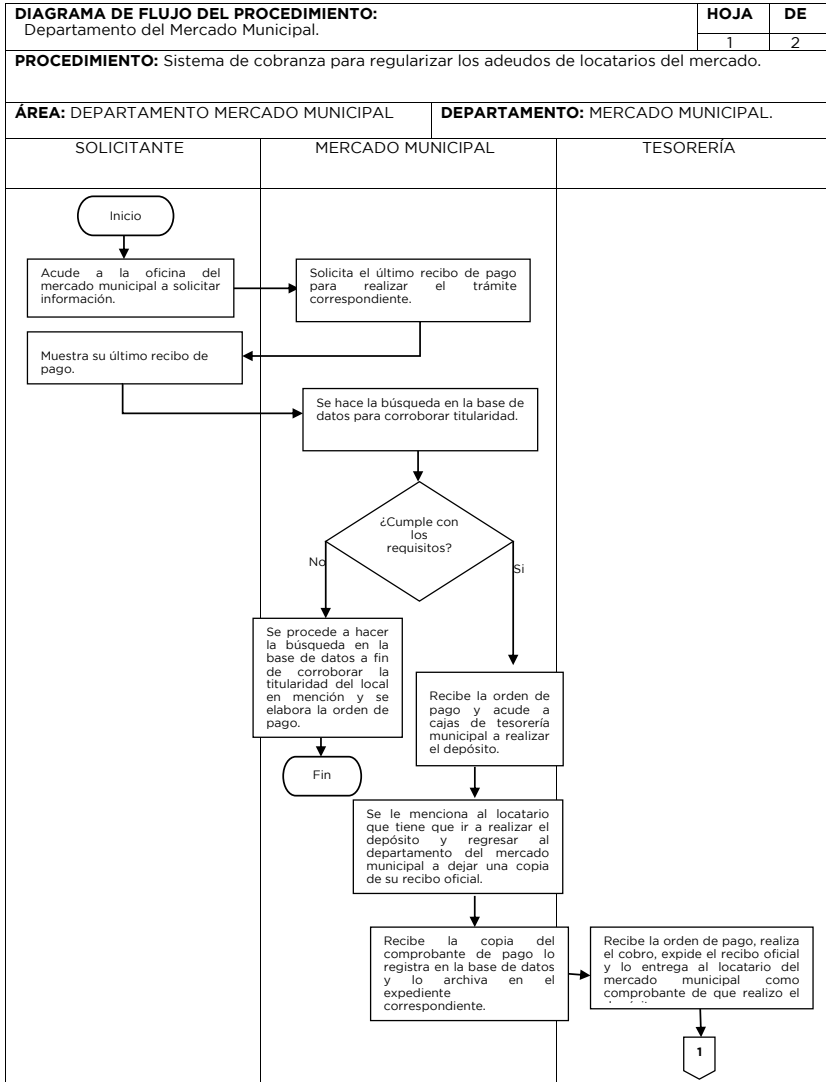 DIAGRAMA DE FLUJO DEL PROCEDIMIENTO:
Departamento del Mercado Municipal.
HOJA
DE
1
2
PROCEDIMIENTO: Sistema de cobranza para regularizar los adeudos de locatarios del mercado.
ÁREA: DEPARTAMENTO MERCADO MUNICIPAL
DEPARTAMENTO: MERCADO MUNICIPAL.
SOLICITANTE
MERCADO MUNICIPAL
TESORERÍA
Inicio
Acude a la oficina del
mercado municipal a solicitar
información.
Solicita el último recibo de pago
para realizar el trámite
correspondiente.
Muestra su último recibo de
pago.
Se hace la búsqueda en la base de
datos para corroborar titularidad.
¿Cumple con
los
requisitos?
No
Si
Se procede a hacer
la búsqueda en la
base de datos a fin
de corroborar la
titularidad del local
en mención y se
elabora la orden de
pago.
Recibe la orden de
pago y acude a
cajas de tesorería
municipal a realizar
el depósito.
Fin
Se le menciona al locatario
que tiene que ir a realizar el
depósito y regresar al
departamento del mercado
municipal a dejar una copia
de su recibo oficial.
Recibe la copia del
comprobante de pago lo
registra en la base de datos
y lo archiva en el
expediente
correspondiente.
Recibe la orden de pago, realiza
el cobro, expide el recibo oficial
y lo entrega al locatario del
mercado municipal como
comprobante de que realizo el
1